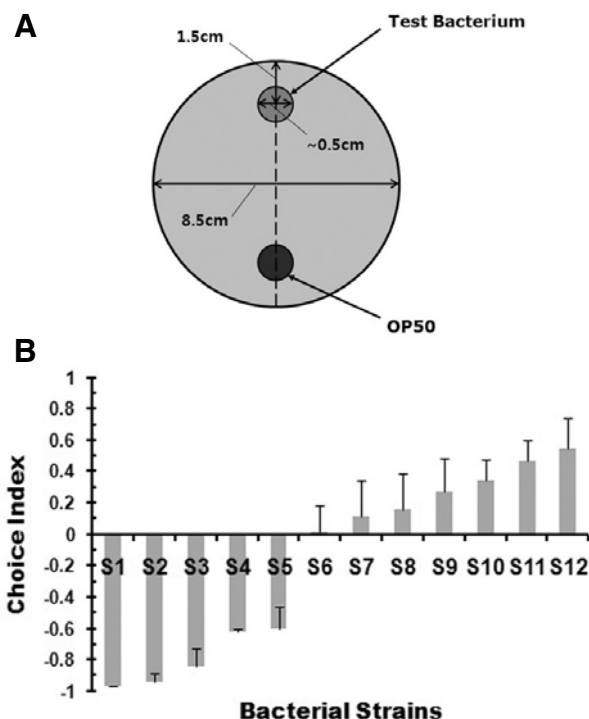 A
Test Bacterium
1.5cm
~0.5cm
8.5cm
OP50
B
Choice Index
1
0.8
0.6
0.4
0.2
0
-0.2
-0.4
-0.6
-0.8
-1
S1 S2 S3 S4 S5 S6 S7 S8 S9 S10 S11 S12
Bacterial Strains